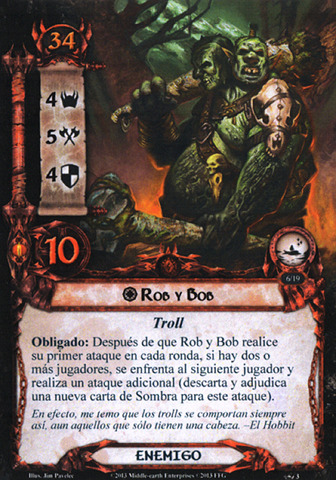 34
4
5
4
10
6/19
Rob y Bob
Troll
Obligado: Después de que Rob y Bob realice
su primer ataque en cada ronda, si hay dos o
más jugadores, se enfrenta al siguiente jugador y
realiza un ataque adicional (descarta y adjudica
una nueva carta de Sombra para este ataque).
En efecto, me temo que los trolls se comportan siempre
así, aun aquellos que sólo tienen una cabeza. –El Hobbit
ENEMIGO
Illus. Jim Pavelec
©2013 Middle-earth Enterprises ©2013 FFG
3